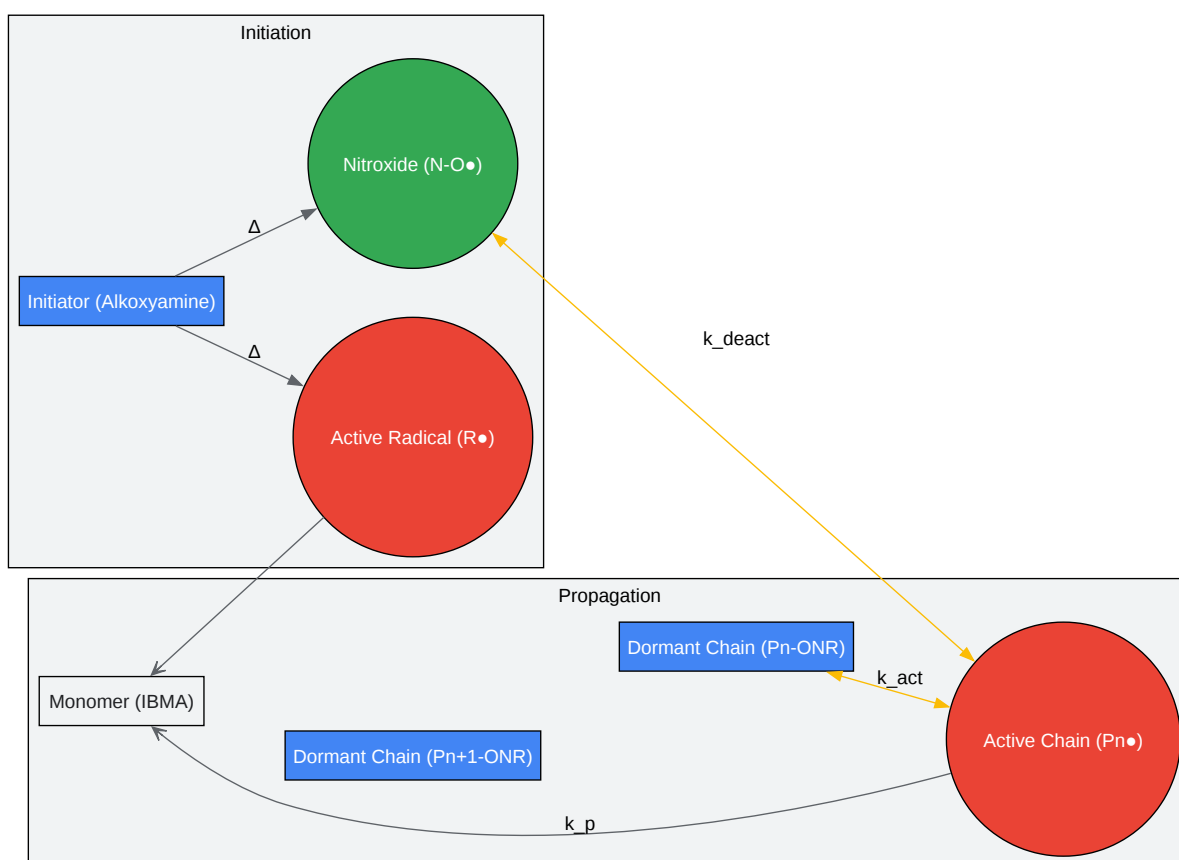 Initiation
Nitroxide (N-O●)
Δ
Initiator (Alkoxyamine)
Δ
k_deact
Active Radical (R●)
Propagation
Dormant Chain (Pn-ONR)
k_act
Monomer (IBMA)
Active Chain (Pn●)
Dormant Chain (Pn+1-ONR)
k_p